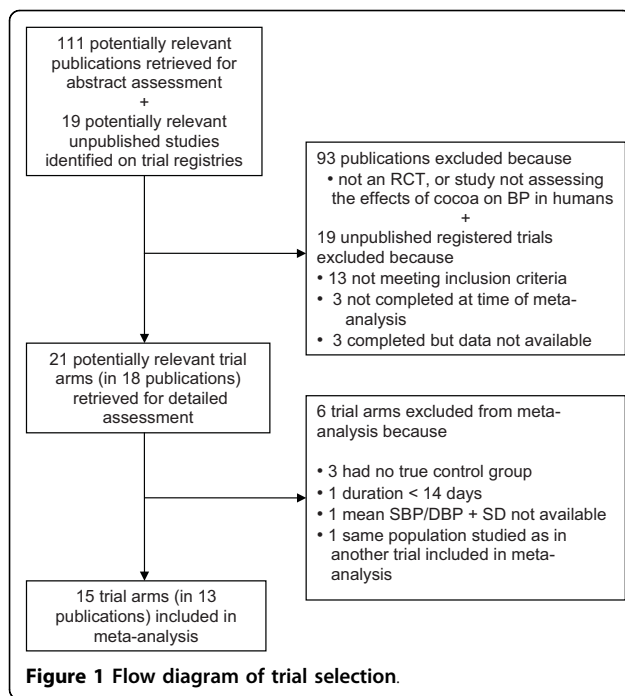 111 potentially relevant
publications retrieved for
abstract assessment
+
19 potentially relevant
unpublished studies
identified on trial registries
93 publications excluded because
• not an RCT, or study not assessing
the effects of cocoa on BP in humans
+
19 unpublished registered trials
excluded because
• 13 not meeting inclusion criteria
• 3 not completed at time of meta-
analysis
• 3 completed but data not available
21 potentially relevant trial
arms (in 18 publications)
retrieved for detailed
assessment
6 trial arms excluded from meta-
analysis because
• 3 had no true control group
• 1 duration < 14 days
• 1 mean SBP/DBP + SD not available
• 1 same population studied as in
another trial included in meta-
analysis
15 trial arms (in 13
publications) included in
meta-analysis
Figure 1 Flow diagram of trial selection.